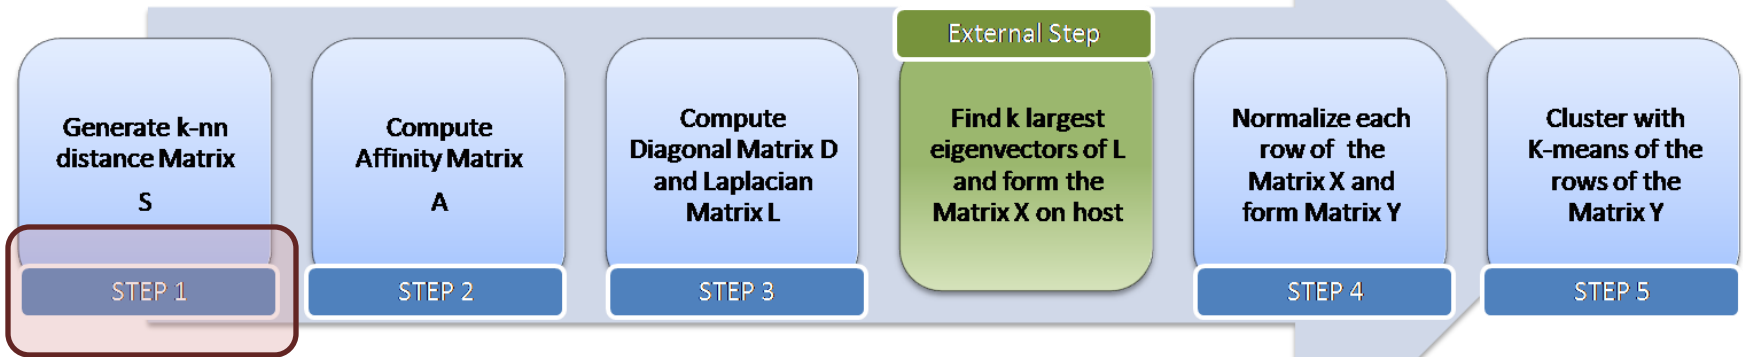 Generate k-nn
distance Matrix
S
STEP 1
Compute
Affinity Matrix
A
STEP 2
Compute
Diagonal Matrix D
and Laplacian
Matrix L
STEP 3
External Step
Find k largest
eigenvectors of L
and form the
Matrix X on host
Normalize each
row of the
Matrix X and
form Matrix Y
STEP 4
Cluster with
K-means of the
rows of the
Matrix Y
STEP 5